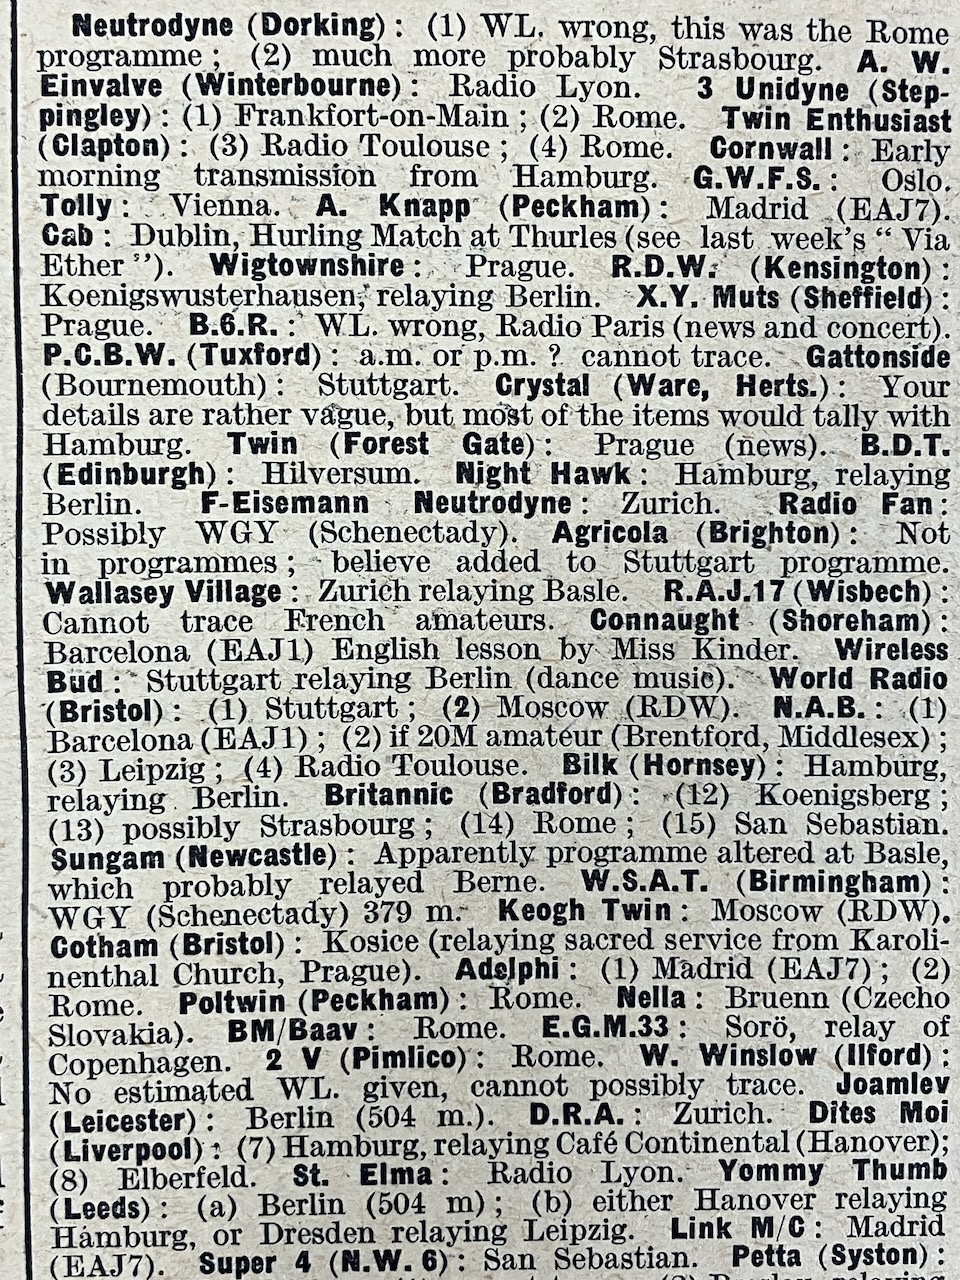 Neutrodyne (Dorking): (1) WL. wrong, this was the Rome
programme; (2) much more probably Strasbourg. A. W.
Einvalve (Winterbourne): Radio Lyon. 3 Unidyne (Step-
pingley): (1) Frankfort-on-Main; (2) Rome. Twin Enthusiast
(Clapton): (3) Radio Toulouse; (4) Rome. Cornwall: Early
morning transmission from Hamburg. G.W.F.S.: Oslo.
Tolly: Vienna. A. Knapp (Peckham): Madrid (EAJ7).
Cab: Dublin, Hurling Match at Thurles (see last week's “ Via
Ether ”). Wigtownshire: Prague. R.D.W. (Kensington):
Koenigswusterhausen, relaying Berlin. X.Y. Muts (Sheffield):
Prague. B.6.R.: WL. wrong, Radio Paris (news and concert).
P.C.B.W. (Tuxford): a.m. or p.m. ? cannot trace. Gattonside
(Bournemouth): Stuttgart. Crystal (Ware, Herts.): Your
details are rather vague, but most of the items would tally with
Hamburg. Twin (Forest Gate): Prague (news). B.D.T.
(Edinburgh): Hilversum. Night Hawk: Hamburg, relaying
Berlin. F-Eisemann Neutrodyne: Zurich. Radio Fan:
Possibly WGY (Schenectady). Agricola (Brighton): Not
in programmes; believe added to Stuttgart programme.
Wallasey Village: Zurich relaying Basle. R.A.J.17 (Wisbech):
Cannot trace French amateurs. Connaught (Shoreham):
Barcelona (EAJ1) English lesson by Miss Kinder. Wireless
Bud: Stuttgart relaying Berlin (dance music). World Radio
(Bristol): (1) Stuttgart; (2) Moscow (RDW). N.A.B.: (1)
Barcelona (EAJ1); (2) if 20M amateur (Brentford, Middlesex);
(3) Leipzig; (4) Radio Toulouse. Bilk (Hornsey): Hamburg,
relaying Berlin. Britannic (Bradford): (12) Koenigsberg;
(13) possibly Strasbourg; (14) Rome; (15) San Sebastian.
Sungam (Newcastle): Apparently programme altered at Basle,
which probably relayed Berne. W.S.A.T. (Birmingham):
WGY (Schenectady) 379 m. Keogh Twin: Moscow (RDW).
Cotham (Bristol): Kosice (relaying sacred service from Karoli-
nenthal Church, Prague). Adelphi: (1) Madrid (EAJ7); (2)
Rome. Poltwin (Peckham): Rome. Nella: Bruenn (Czecho
Slovakia). BM/Baav: Rome. E.G.M.33: Sorö, relay of
Copenhagen. 2 V (Pimlico): Rome. W. Winslow (Ilford):
No estimated WL. given, cannot possibly trace. Joamlev
(Leicester): Berlin (504 m.). D.R.A.: Zurich. Dites Moi
(Liverpool): (7) Hamburg, relaying Café Continental (Hanover);
(8) Elberfeld. St. Elma: Radio Lyon. Yommy Thumb
(Leeds): (a) Berlin (504 m); (b) either Hanover relaying
Hamburg, or Dresden relaying Leipzig. Link M/C: Madrid
(EAJ7). Super 4 (N.W. 6): San Sebastian. Petta (Syston):